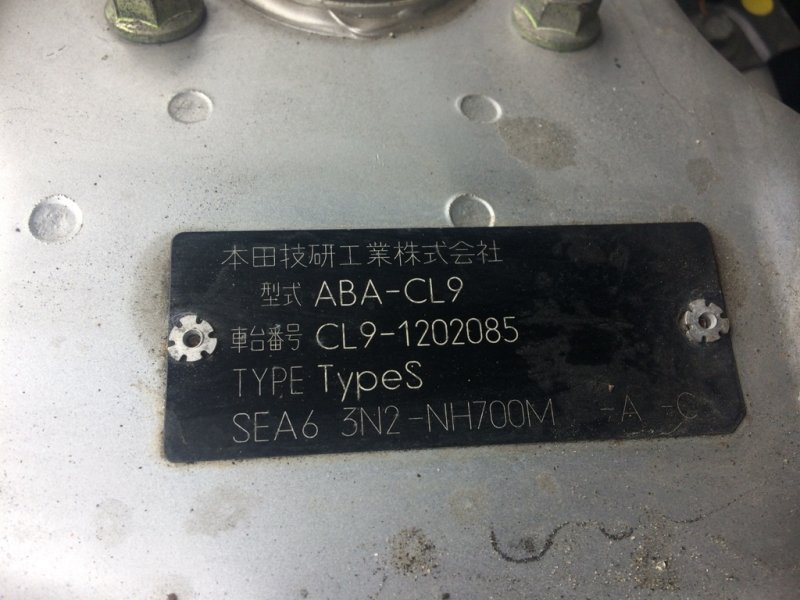 本田技研工業株式会社
型式 ABA-CL9
車台番号 CL9-1202085
TYPE TypeS
SEA6 3N2-NH700M -A -C